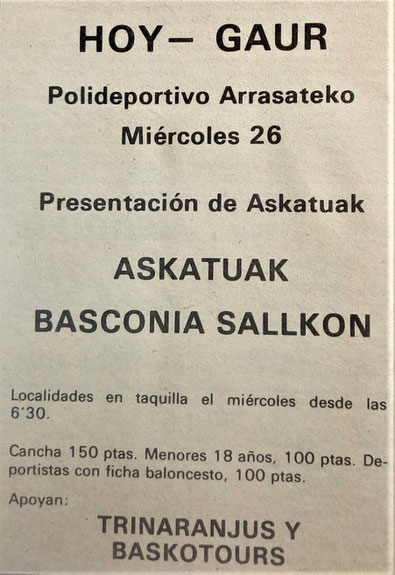 HOY— GAUR
Polideportivo Arrasateko
Miércoles 26
Presentación de Askatuak
ASKATUAK
BASCONIA SALLKON
Localidades en taquilla el miércoles desde las
6'30.
Cancha 150 ptas. Menores 18 años, 100 ptas. De-
portistas con ficha baloncesto, 100 ptas.
Apoyan:
TRINARANJUS Y
BASKOTOURS